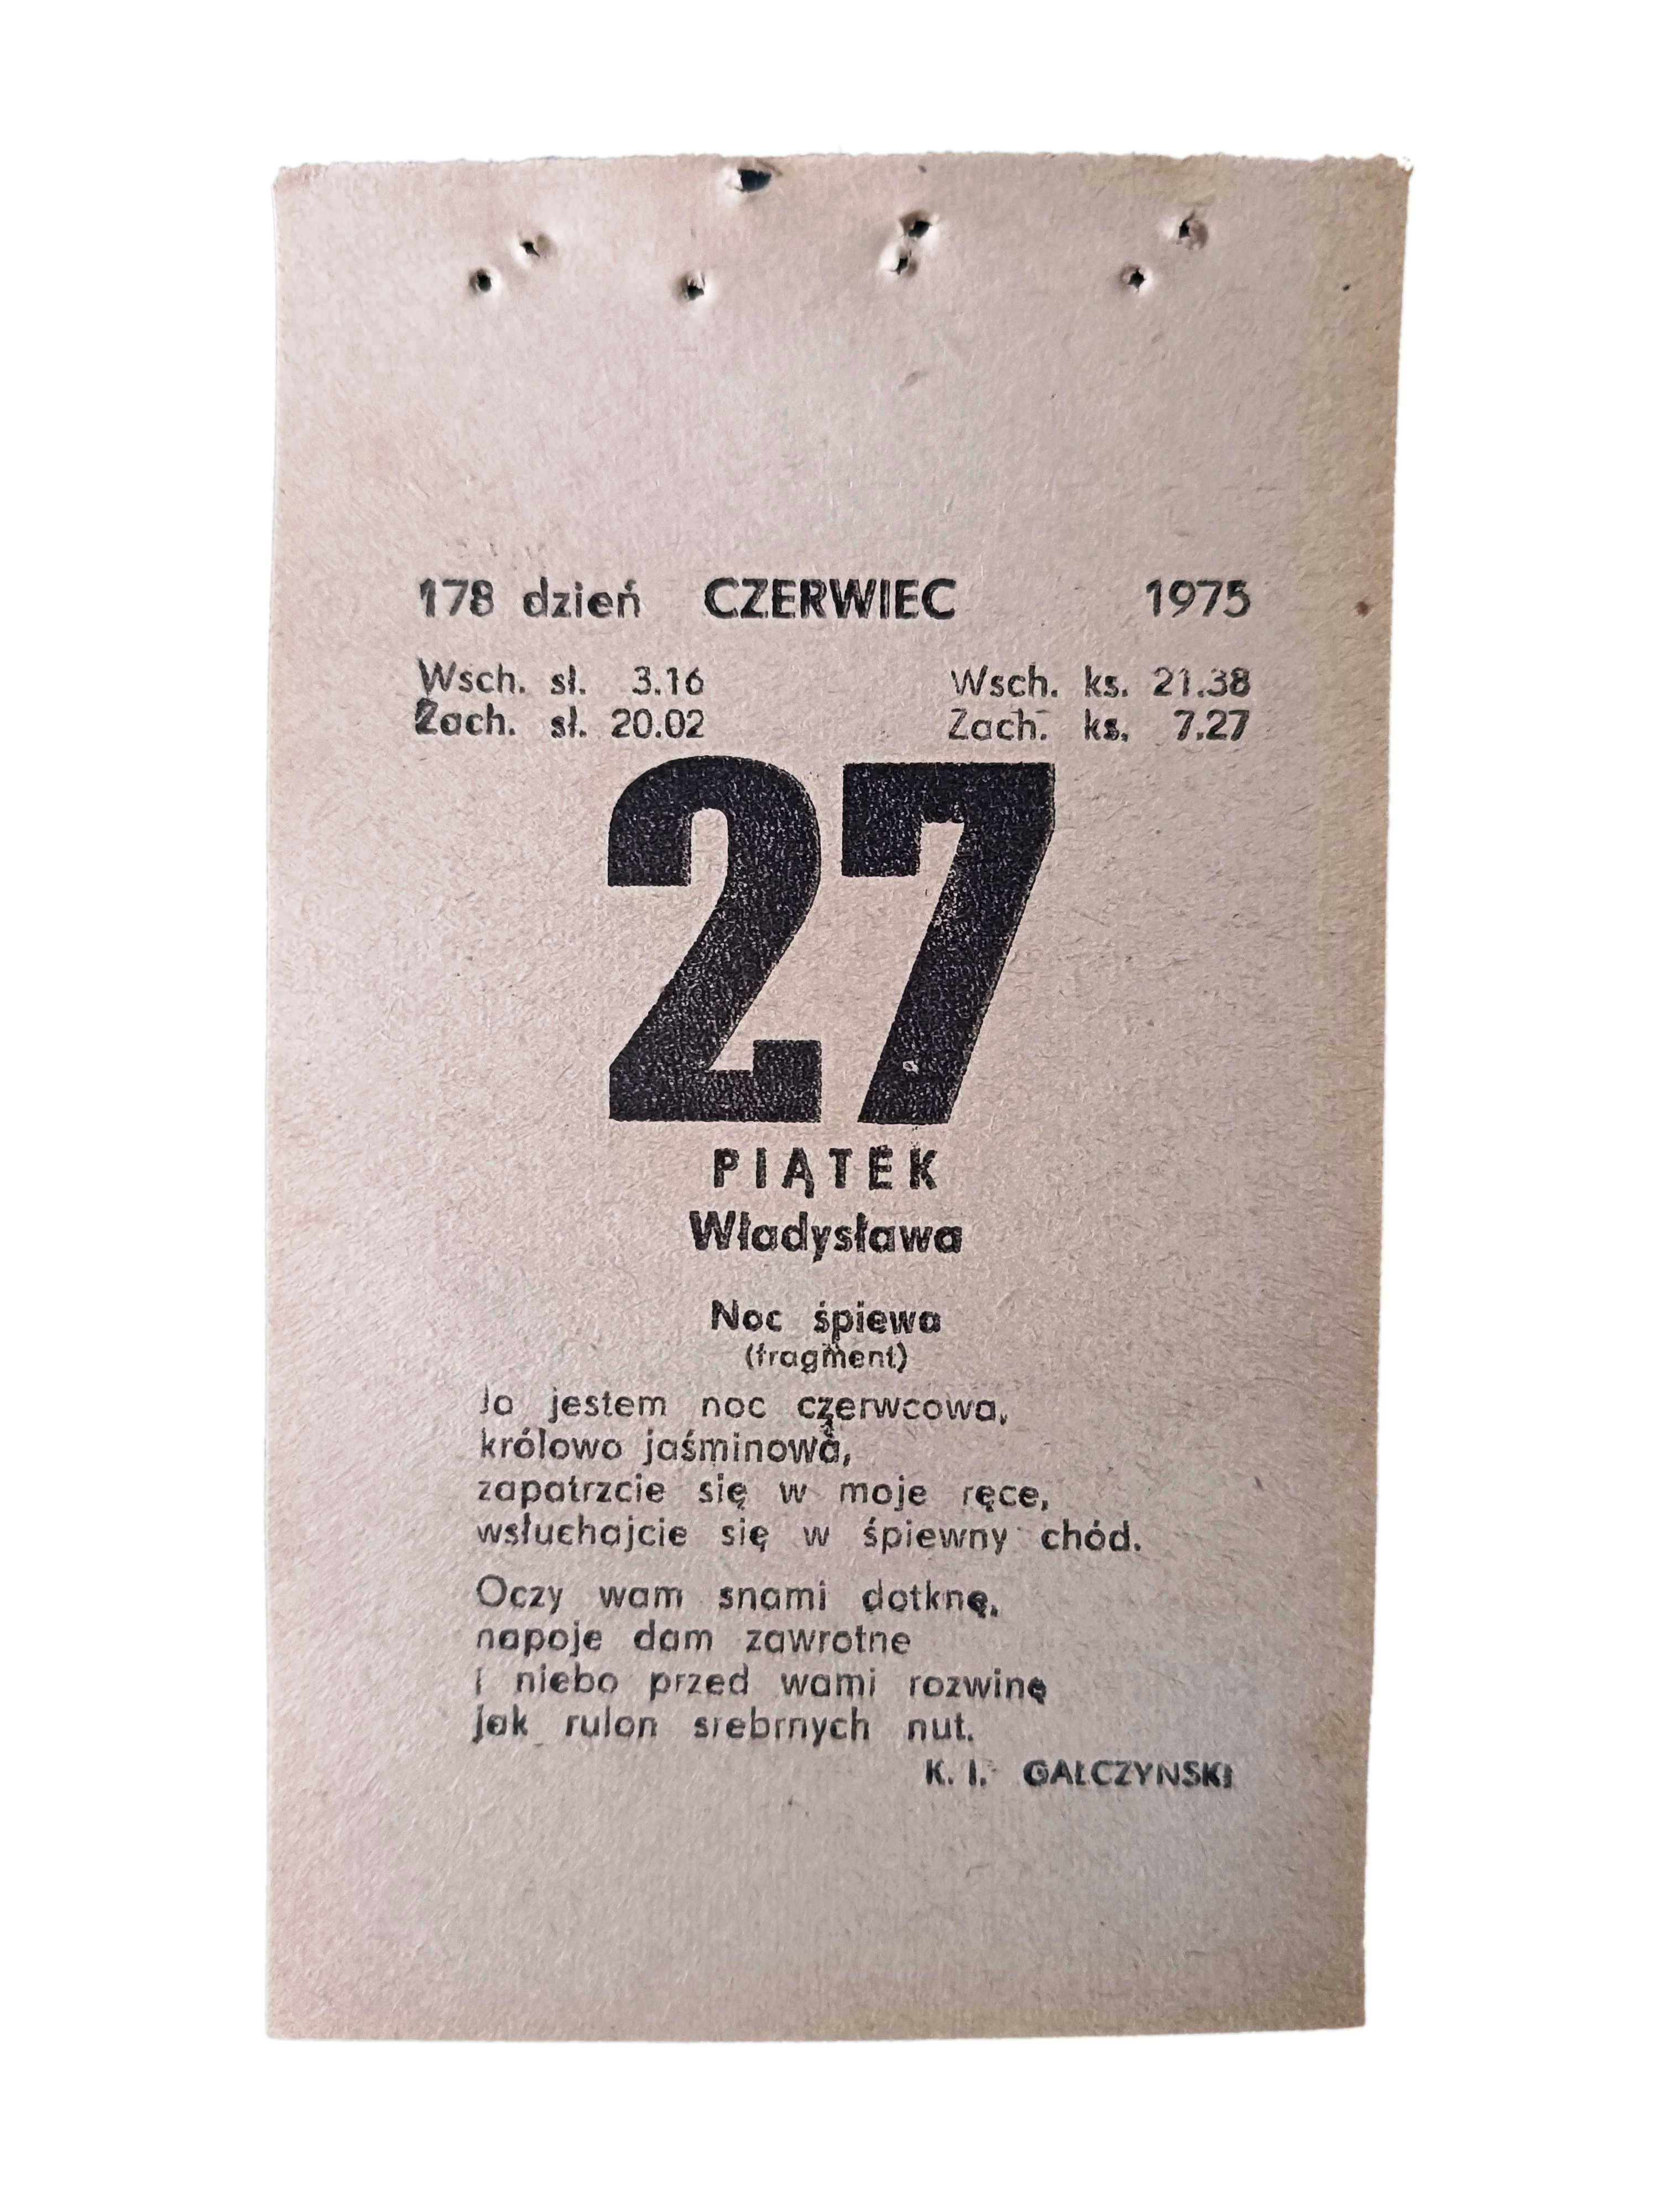 178 dzień CZERWIEC 1975
Wsch. sł. 3.16 Wsch. ks. 21.38
Zach. sł. 20.02 Zach. ks. 7.27
27
PIĄTEK
Władysława
Noc śpiewa
(fragment)
Ja jestem noc czerwcowa,
królowo jaśminowa,
zapatrzcie się w moje ręce,
wsłuchajcie się w śpiewny chód.
Oczy wam snami dotknę,
napoje dam zawrotne
i niebo przed wami rozwinę
jak rulon srebrnych nut.
K. I. GAŁCZYŃSKI